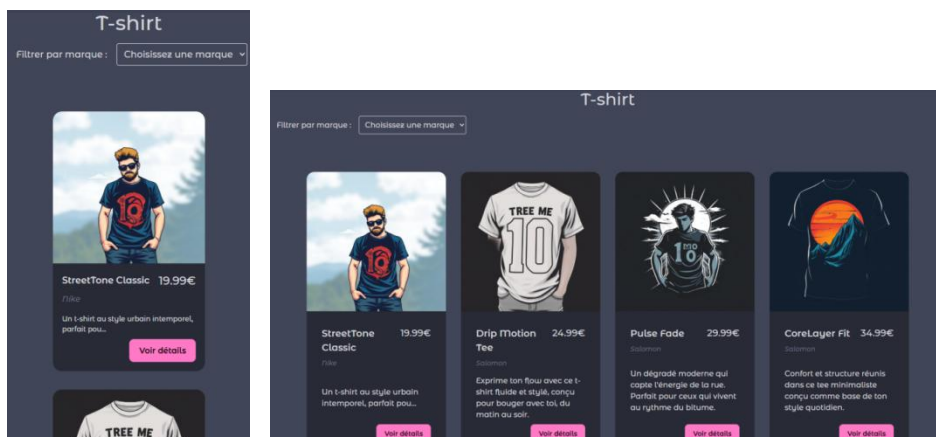 T-shirt
Filtrer par marque :
Choisissez une marque
StreetTone Classic
19.99€
Nike
Un t-shirt au style urbain intemporel,
parfait pou...
Voir détails
TREE ME
T-shirt
Filtrer par marque :
Choisissez une marque
TREE ME
10
StreetTone
Classic
19.99€
Nike
Un t-shirt au style urbain
intemporel, parfait pou...
Voir détails
Drip Motion
Tee
24.99€
Salomon
Exprime ton flow avec ce t-
shirt fluide et stylé, conçu
pour bouger avec toi, du
matin au soir.
Voir détails
Pulse Fade
29.99€
Salomon
Un dégradé moderne qui
capte l'énergie de la rue.
Parfait pour ceux qui vivent
au rythme du bitume.
Voir détails
CoreLayer Fit
34.99€
Salomon
Confort et structure réunis
dans ce tee minimaliste
conçu comme base de ton
style quotidien.
Voir détails